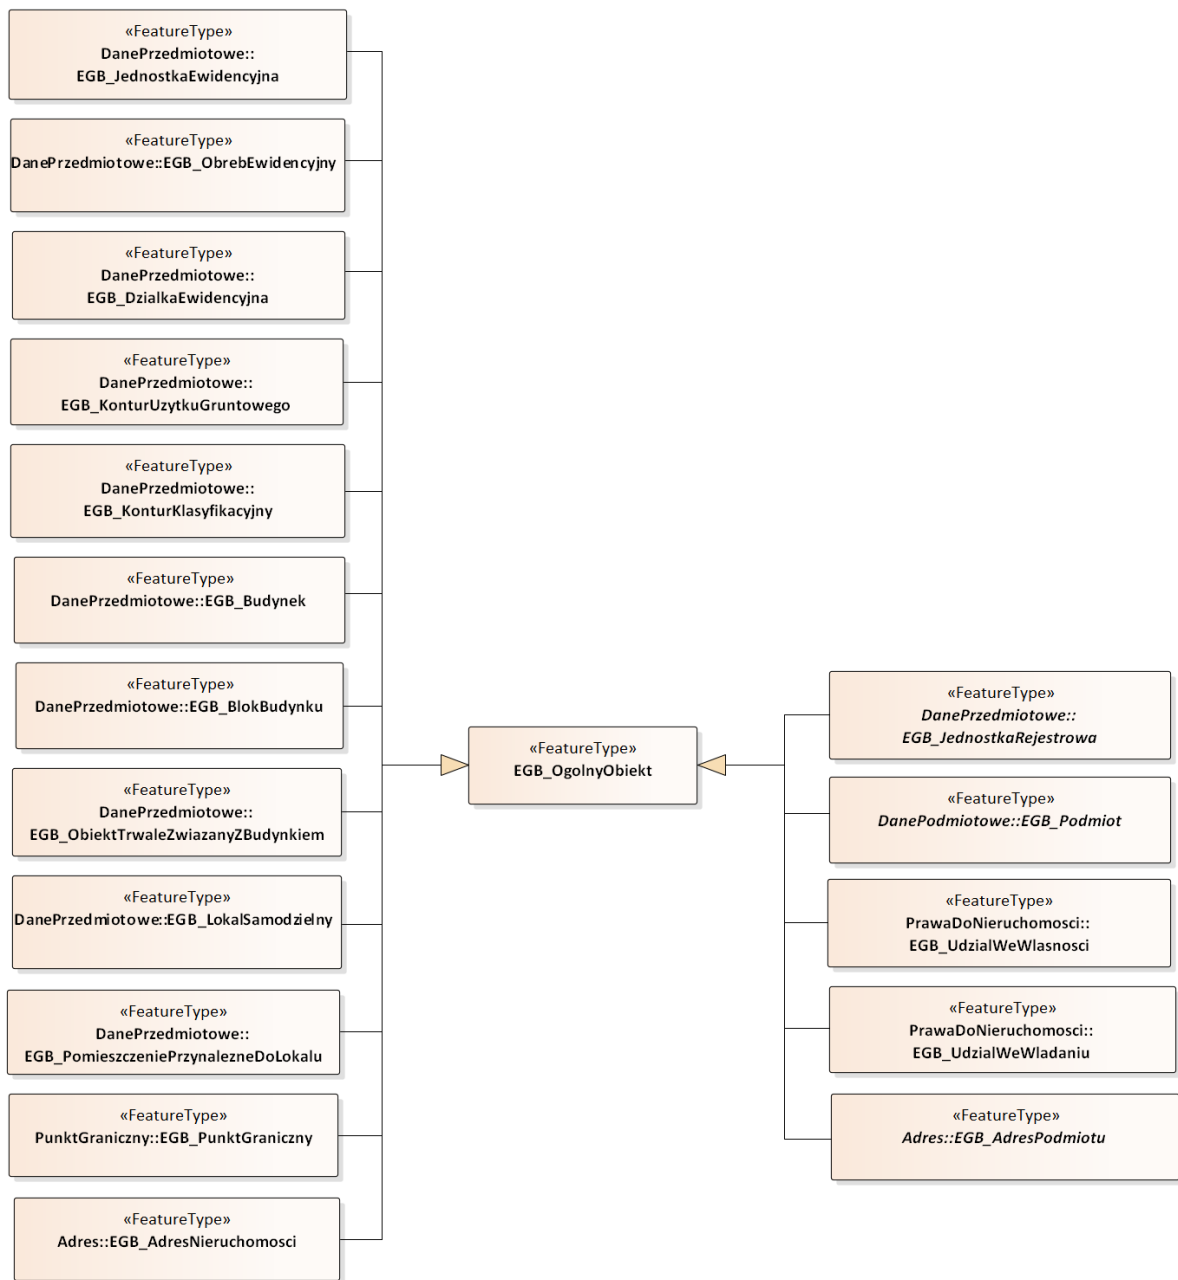 «FeatureType»
DanePrzedmiotowe::
EGB_JednostkaEwidencyjna
«FeatureType»
DanePrzedmiotowe::EGB_ObrebEwidencyjny
«FeatureType»
DanePrzedmiotowe::
EGB_DzialkaEwidencyjna
«FeatureType»
DanePrzedmiotowe::
EGB_KonturUzytkuGruntowego
«FeatureType»
DanePrzedmiotowe::
EGB_KonturKlasyfikacyjny
«FeatureType»
DanePrzedmiotowe::EGB_Budynek
«FeatureType»
DanePrzedmiotowe::EGB_BlokBudynku
«FeatureType»
DanePrzedmiotowe::
EGB_ObiektTrwaleZwiazanyZBudynkiem
«FeatureType»
DanePrzedmiotowe::EGB_LokalSamodzielny
«FeatureType»
DanePrzedmiotowe::
EGB_PomieszczeniePrzynalezneDoLokalu
«FeatureType»
PunktGraniczny::EGB_PunktGraniczny
«FeatureType»
Adres::EGB_AdresNieruchomosci
«FeatureType»
EGB_OgolnyObiekt
«FeatureType»
DanePrzedmiotowe::
EGB_JednostkaRejestrowa
«FeatureType»
DanePodmiotowe::EGB_Podmiot
«FeatureType»
PrawaDoNieruchomosci::
EGB_UdzialWeWlasnosci
«FeatureType»
PrawaDoNieruchomosci::
EGB_UdzialWeWladaniu
«FeatureType»
Adres::EGB_AdresPodmiotu